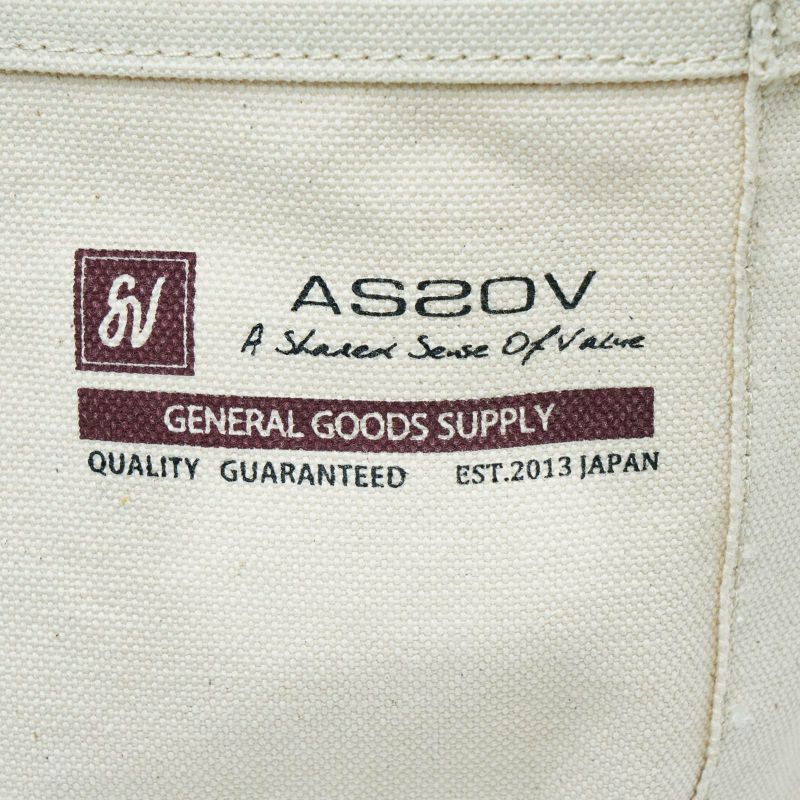 SV
ASSOV
A Shared Sense Of Value
GENERAL GOODS SUPPLY
QUALITY GUARANTEED EST.2013 JAPAN